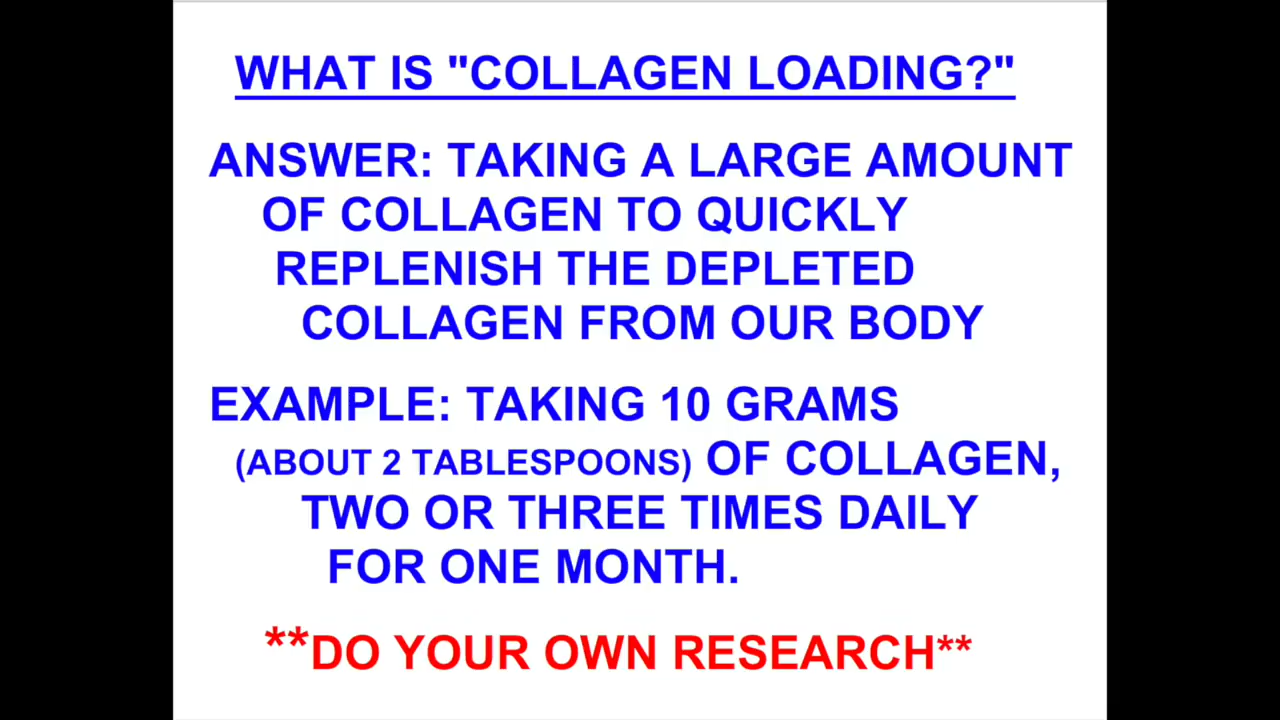 WHAT IS "COLLAGEN LOADING?"
ANSWER: TAKING A LARGE AMOUNT
OF COLLAGEN TO QUICKLY
REPLENISH THE DEPLETED
COLLAGEN FROM OUR BODY
EXAMPLE: TAKING 10 GRAMS
(ABOUT 2 TABLESPOONS) OF COLLAGEN,
TWO OR THREE TIMES DAILY
FOR ONE MONTH.
**DO YOUR OWN RESEARCH**